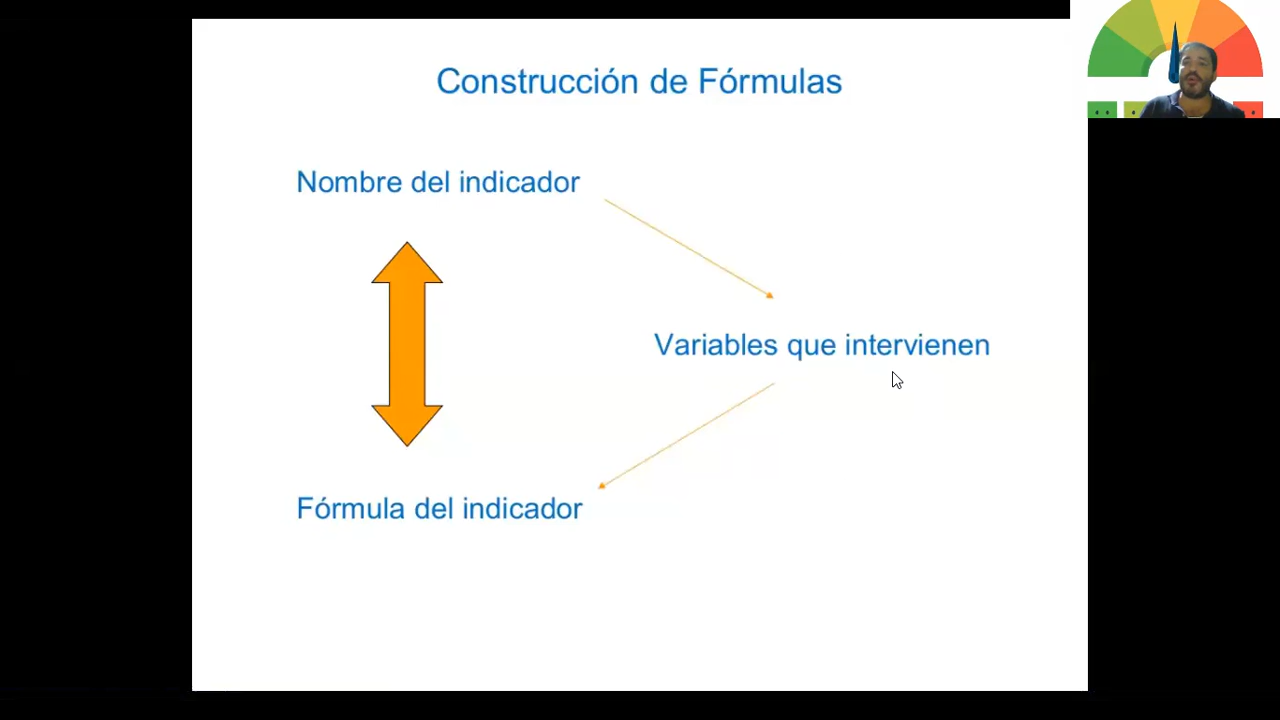 Construcción de Fórmulas
Nombre del indicador
Variables que intervienen
Fórmula del indicador